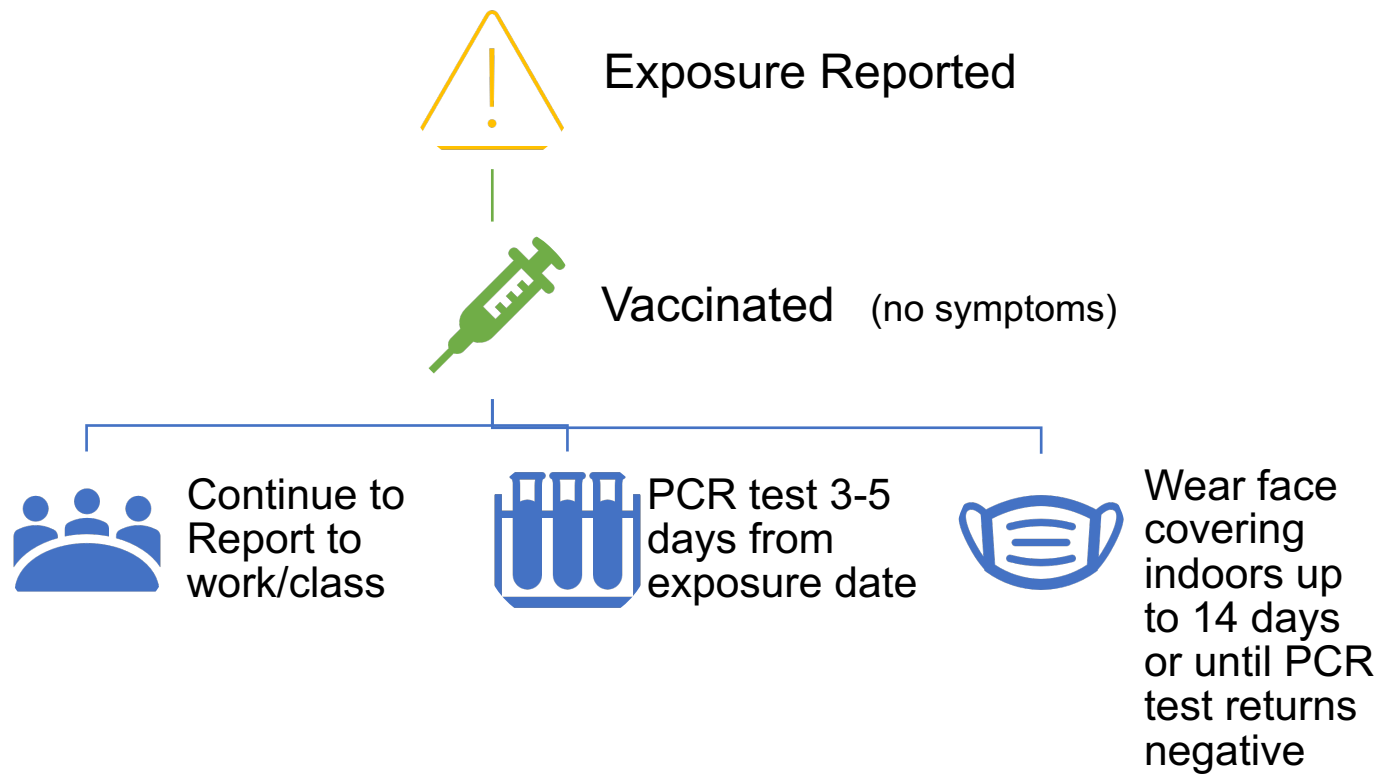 Exposure Reported
Vaccinated (no symptoms)
Continue to
Report to
work/class
PCR test 3-5
days from
exposure date
Wear face
covering
indoors up
to 14 days
or until PCR
test returns
negative